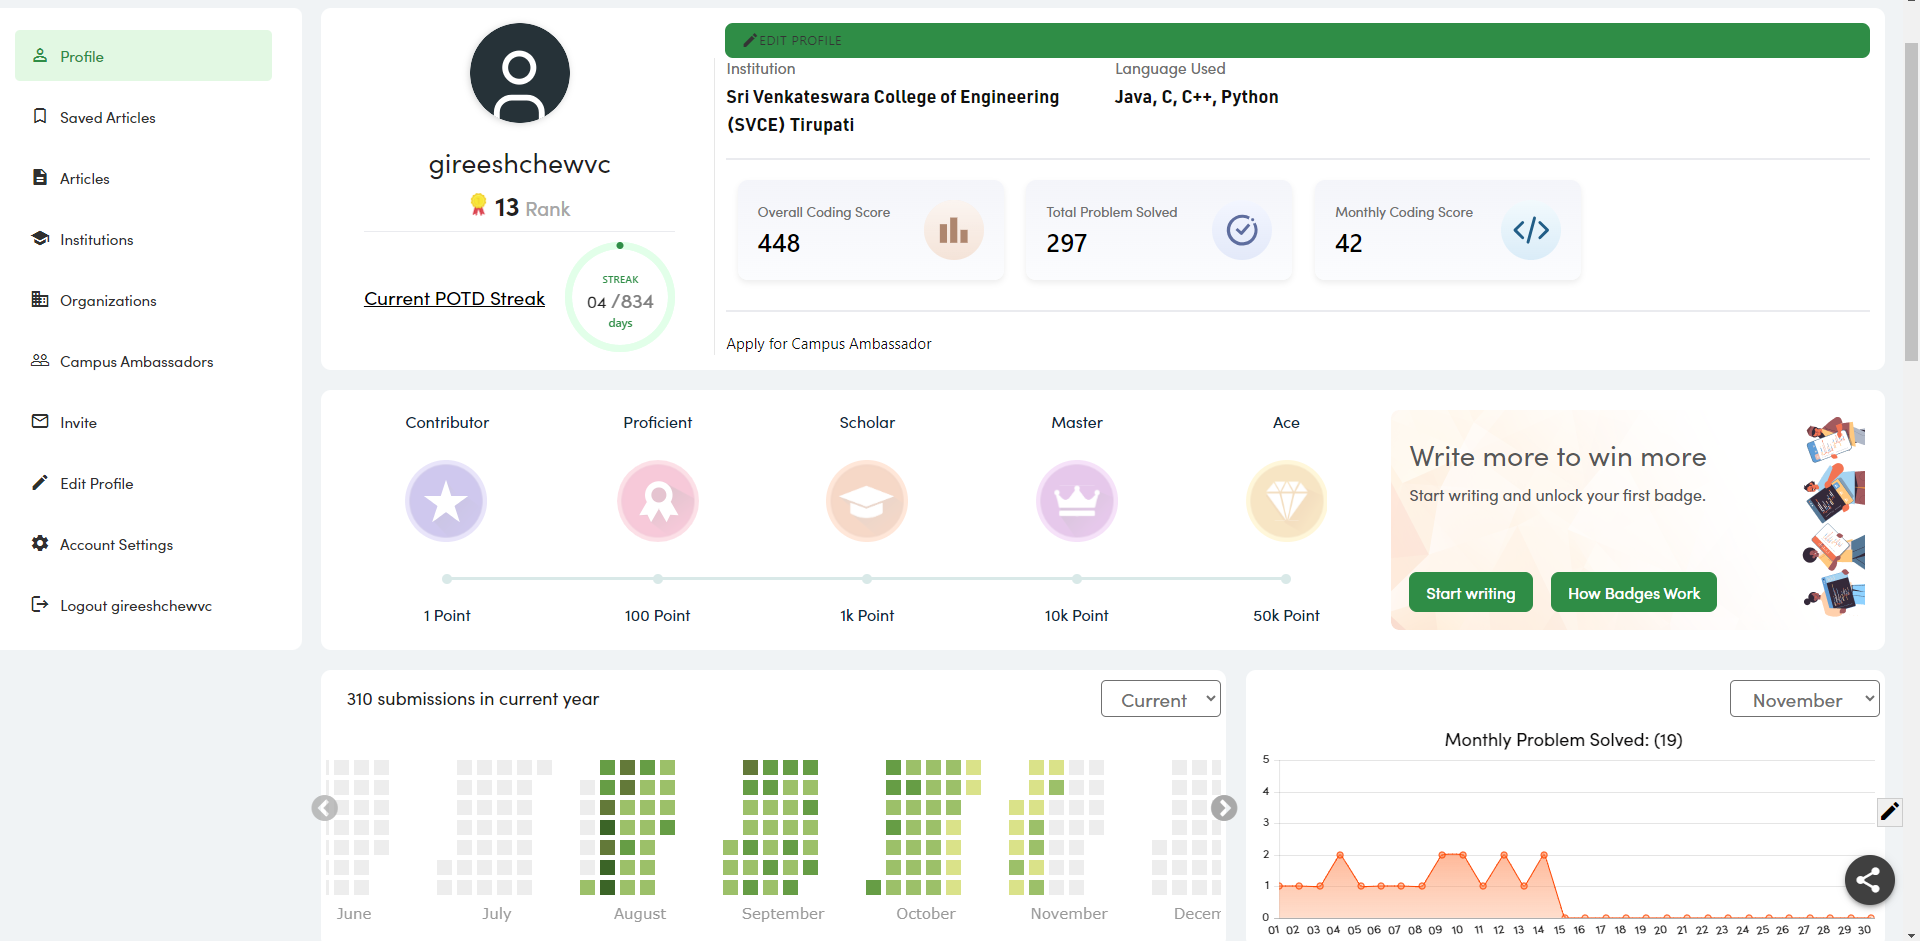 Profile
Saved Articles
Articles
Institutions
Organizations
Campus Ambassadors
Invite
Edit Profile
Account Settings
Logout gireeshchewvc
gireeshchewvc
13 Rank
Current POTD Streak
STREAK
04 /834
days
EDIT PROFILE
Institution
Sri Venkateswara College of Engineering
(SVCE) Tirupati
Language Used
Java, C, C++, Python
Overall Coding Score
448
Total Problem Solved
297
Monthly Coding Score
42
Apply for Campus Ambassador
Contributor Proficient Scholar Master Ace
1 Point 100 Point 1k Point 10k Point 50k Point
Write more to win more
Start writing and unlock your first badge.
Start writing How Badges Work
310 submissions in current year
Current
June July August September October November Decem
November
Monthly Problem Solved: (19)
5
4
3
2
1
0
01 02 03 04 05 06 07 08 09 10 11 12 13 14 15 16 17 18 19 20 21 22 23 24 25 26 27 28 29 30